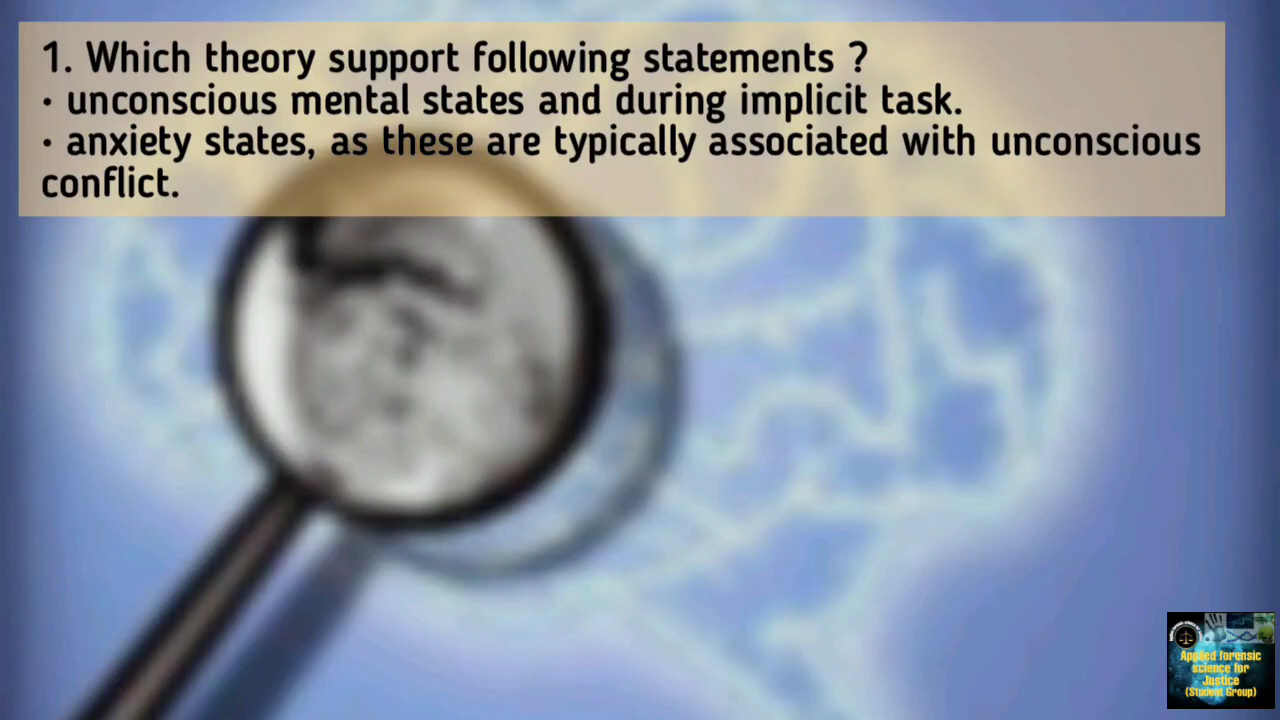 1. Which theory support following statements ?
• unconscious mental states and during implicit task.
• anxiety states, as these are typically associated with unconscious
conflict.
Applied forensic
science for
Justice
(Student Group)